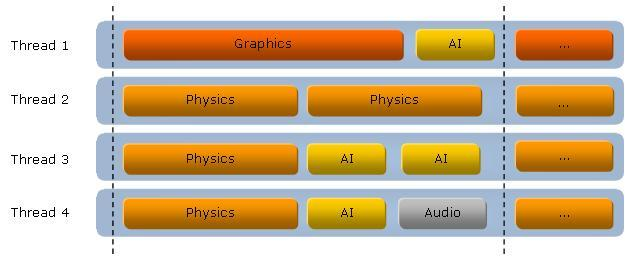 Thread 1 Graphics AI ...
Thread 2 Physics Physics ...
Thread 3 Physics AI AI ...
Thread 4 Physics AI Audio ...